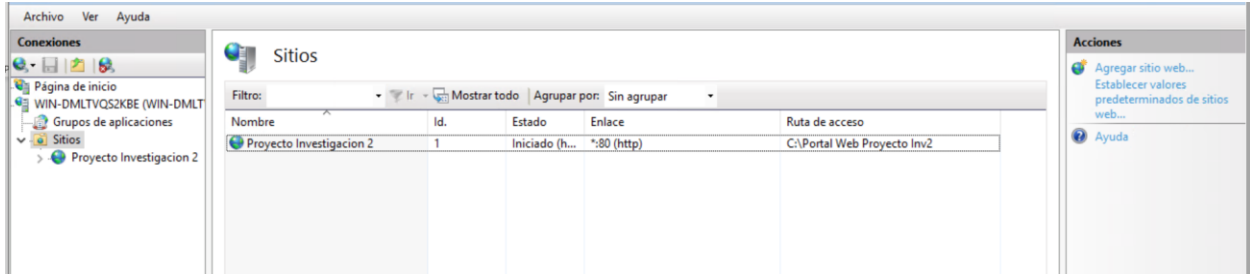 Archivo Ver Ayuda
Conexiones
Página de inicio
WIN-DMLTVQS2KBE (WIN-DMLT
Grupos de aplicaciones
Sitios
Proyecto Investigacion 2
Sitios
Filtro: Ir Mostrar todo Agrupar por: Sin agrupar
Nombre Id. Estado Enlace Ruta de acceso
Proyecto Investigacion 2 1 Iniciado (h... *:80 (http) C:\Portal Web Proyecto Inv2
Acciones
Agregar sitio web...
Establecer valores
predeterminados de sitios
web...
Ayuda